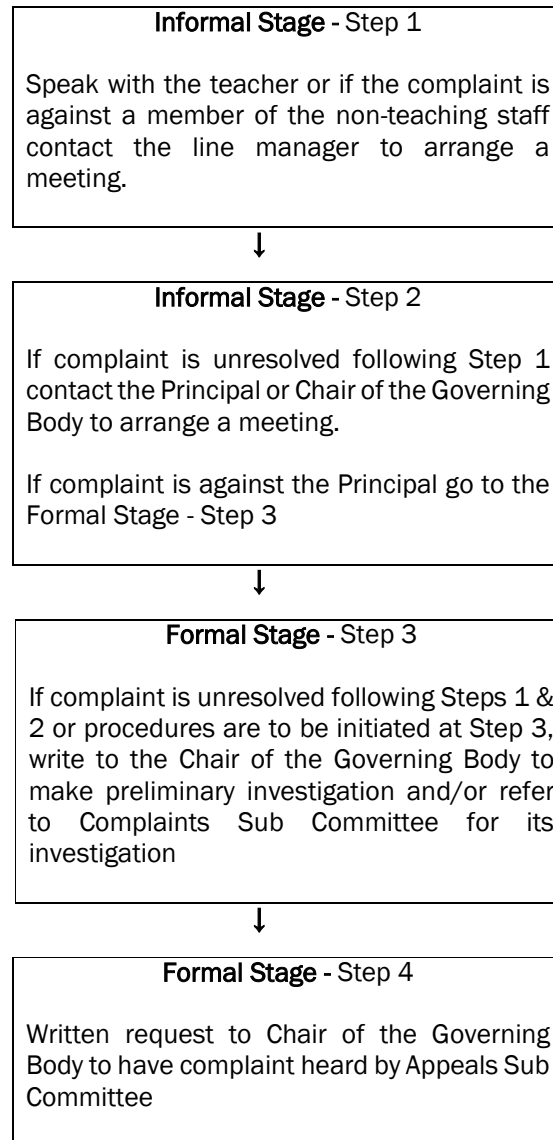 Informal Stage - Step 1
Speak with the teacher or if the complaint is
against a member of the non-teaching staff
contact the line manager to arrange a
meeting.
↓
Informal Stage - Step 2
If complaint is unresolved following Step 1
contact the Principal or Chair of the Governing
Body to arrange a meeting.
If complaint is against the Principal go to the
Formal Stage - Step 3
↓
Formal Stage - Step 3
If complaint is unresolved following Steps 1 &
2 or procedures are to be initiated at Step 3,
write to the Chair of the Governing Body to
make preliminary investigation and/or refer
to Complaints Sub Committee for its
investigation
↓
Formal Stage - Step 4
Written request to Chair of the Governing
Body to have complaint heard by Appeals Sub
Committee